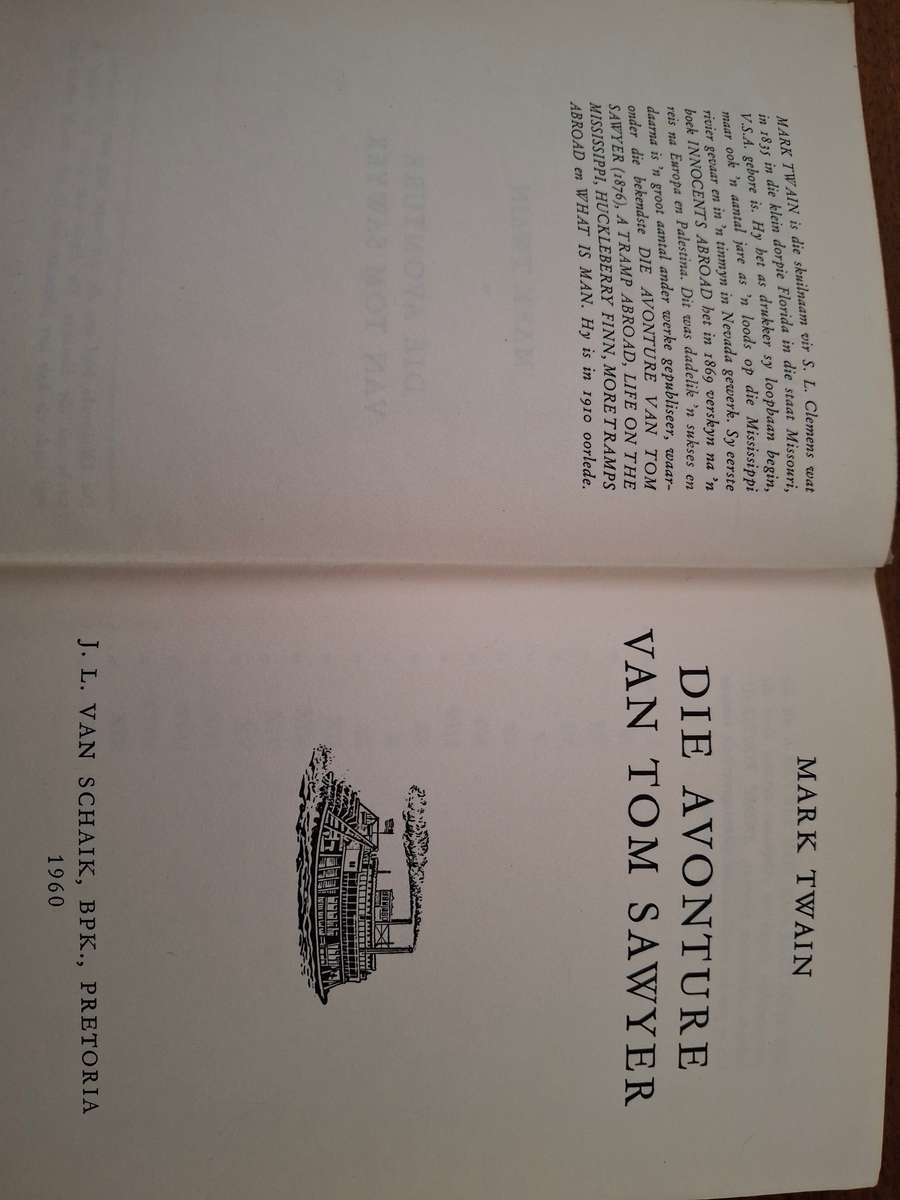 MARK TWAIN is die skuilnaam vir S. L. Clemens wat
in 1835 in die klein dorpie Florida in die staat Missouri,
V.S.A. gebore is. Hy het as drukker sy loopbaan begin,
maar ook 'n aantal jare as 'n loods op die Mississippi
rivier gevaar en in 'n tinmyn in Nevada gewerk. Sy eerste
boek INNOCENTS ABROAD het in 1869 verskyn na 'n
reis na Europa en Palestina. Dit was dadelik 'n sukses en
daarna is 'n groot aantal ander werke gepubliseer, waar-
onder die bekendste DIE AVONTURE VAN TOM
SAWYER (1876), A TRAMP ABROAD, LIFE ON THE
MISSISSIPPI, HUCKLEBERRY FINN, MORE TRAMPS
ABROAD en WHAT IS MAN. Hy is in 1910 oorlede.
MARK TWAIN
DIE AVONTURE
VAN TOM SAWYER
J. L. VAN SCHAIK, BPK., PRETORIA
1960